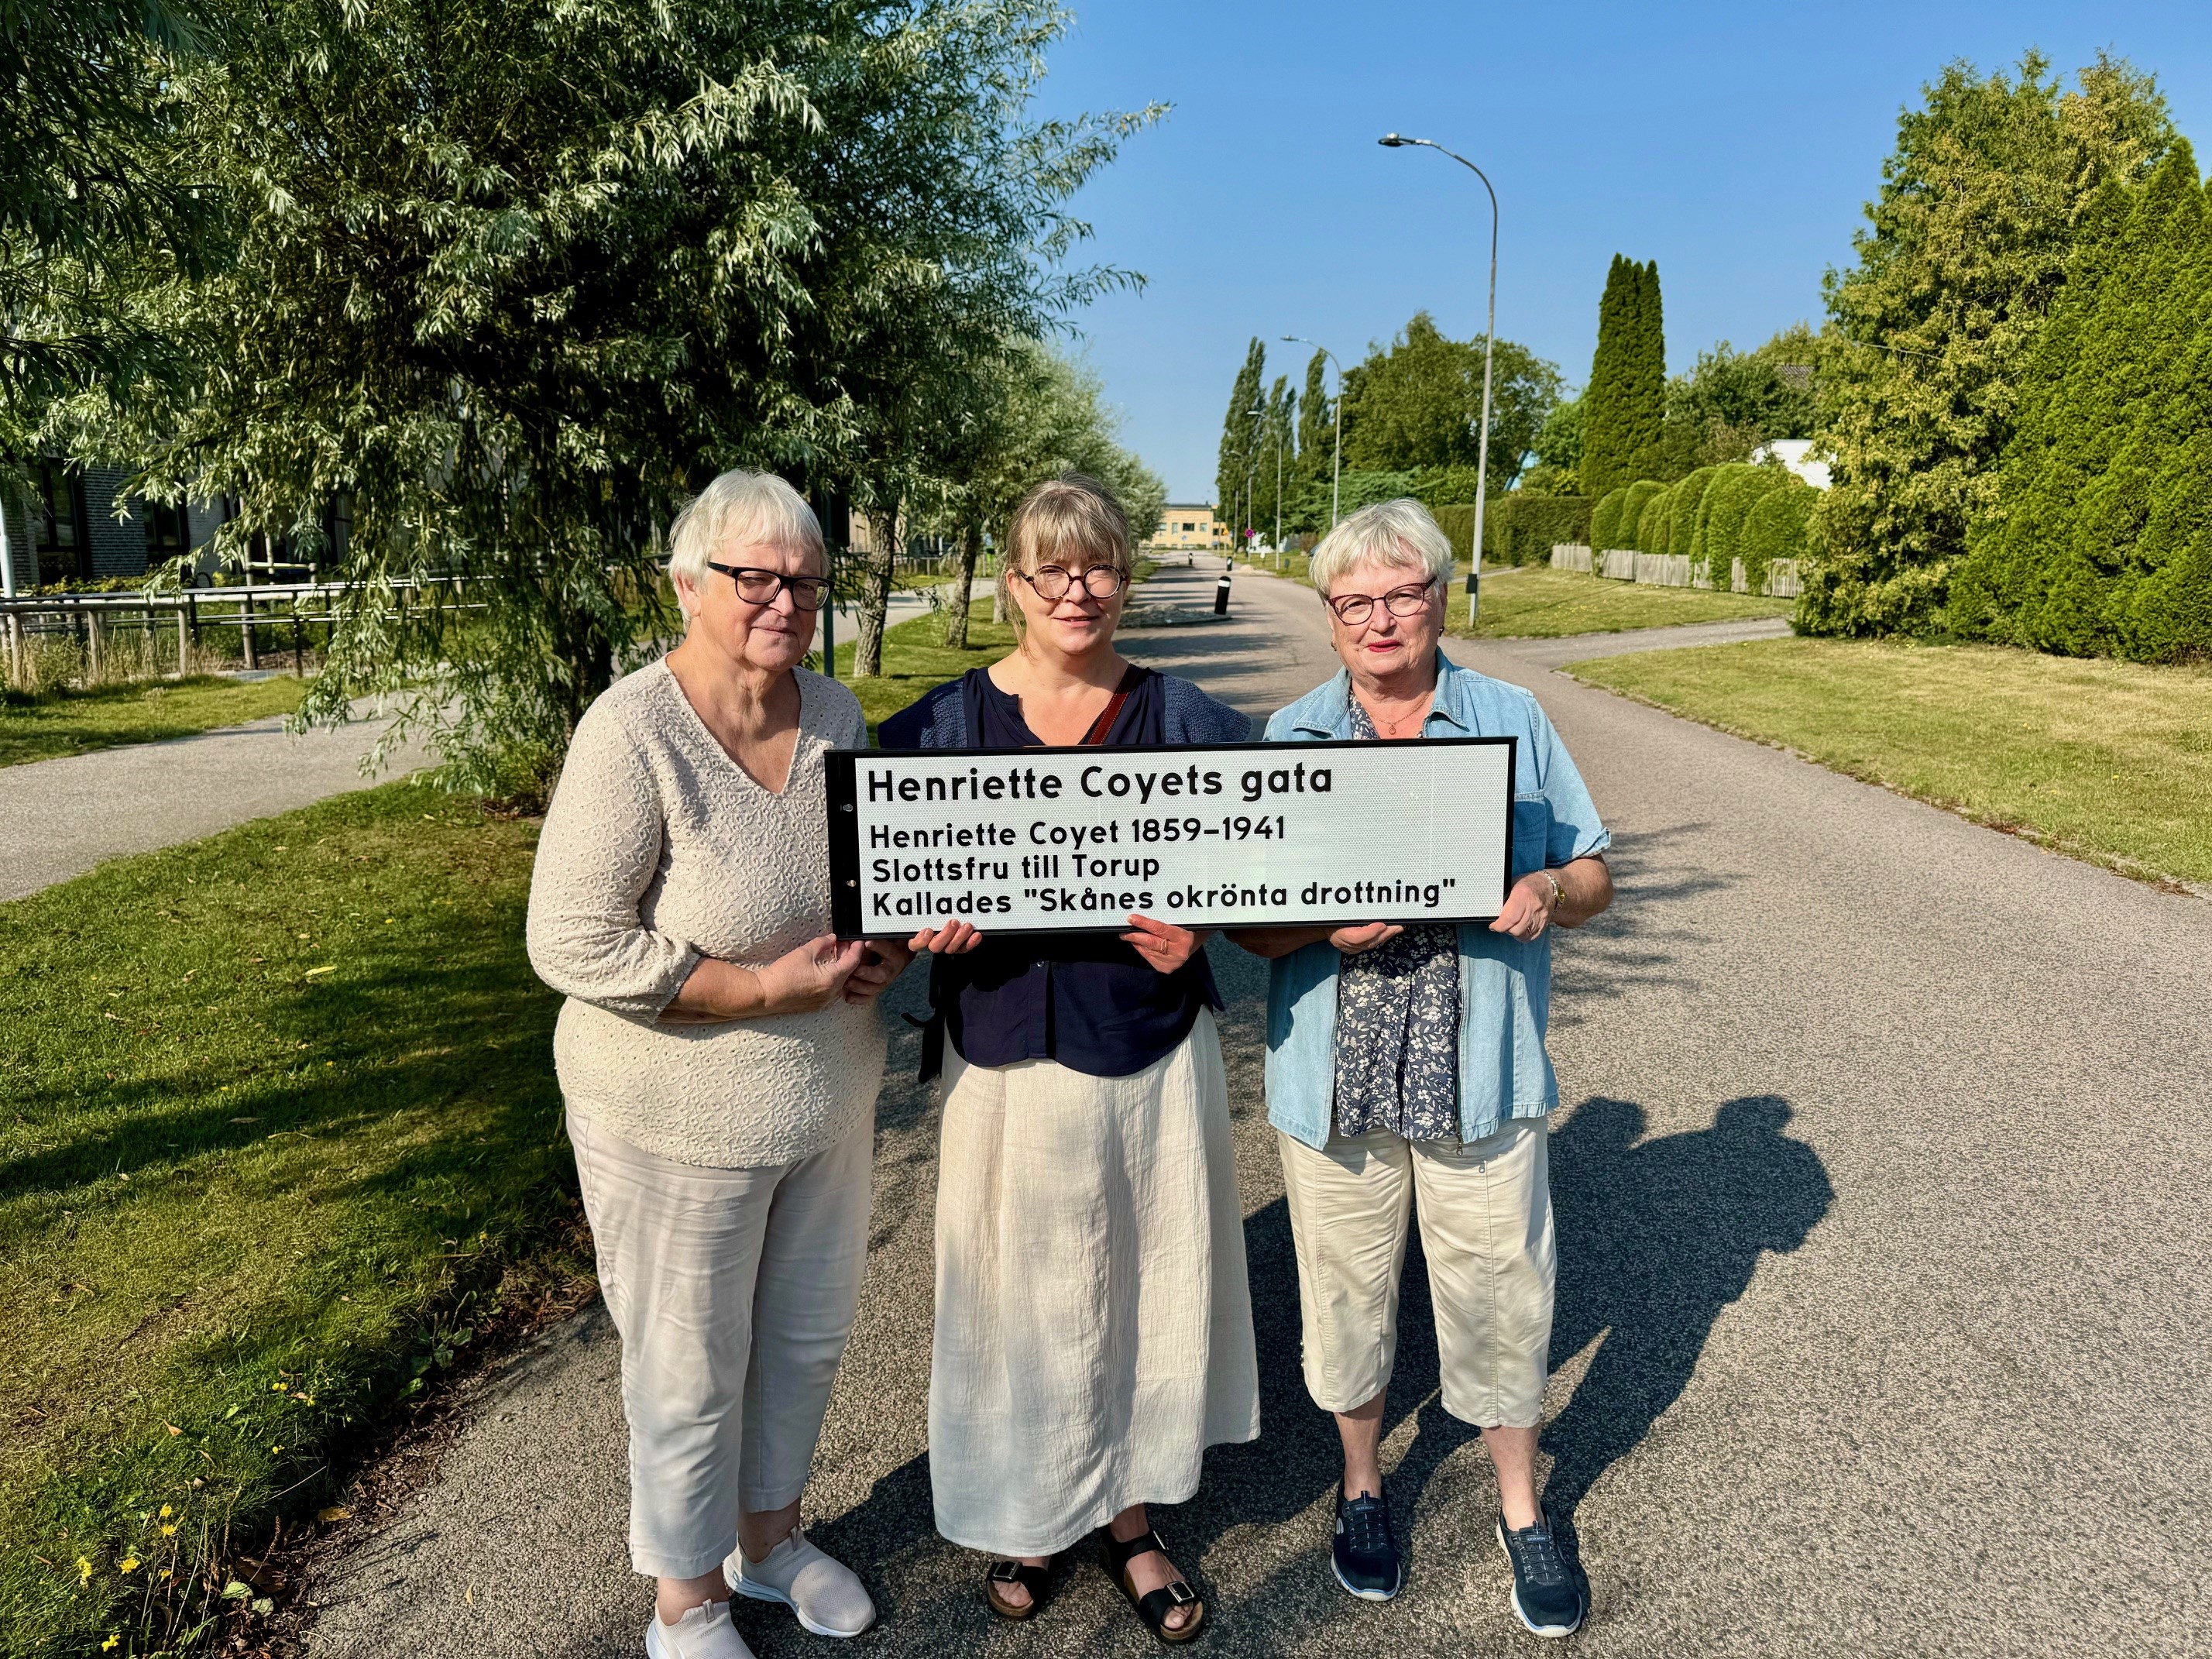 Henriette Coyets gata
Henriette Coyet 1859–1941
Slottsfru till Torup
Kallades "Skånes okrönta drottning"